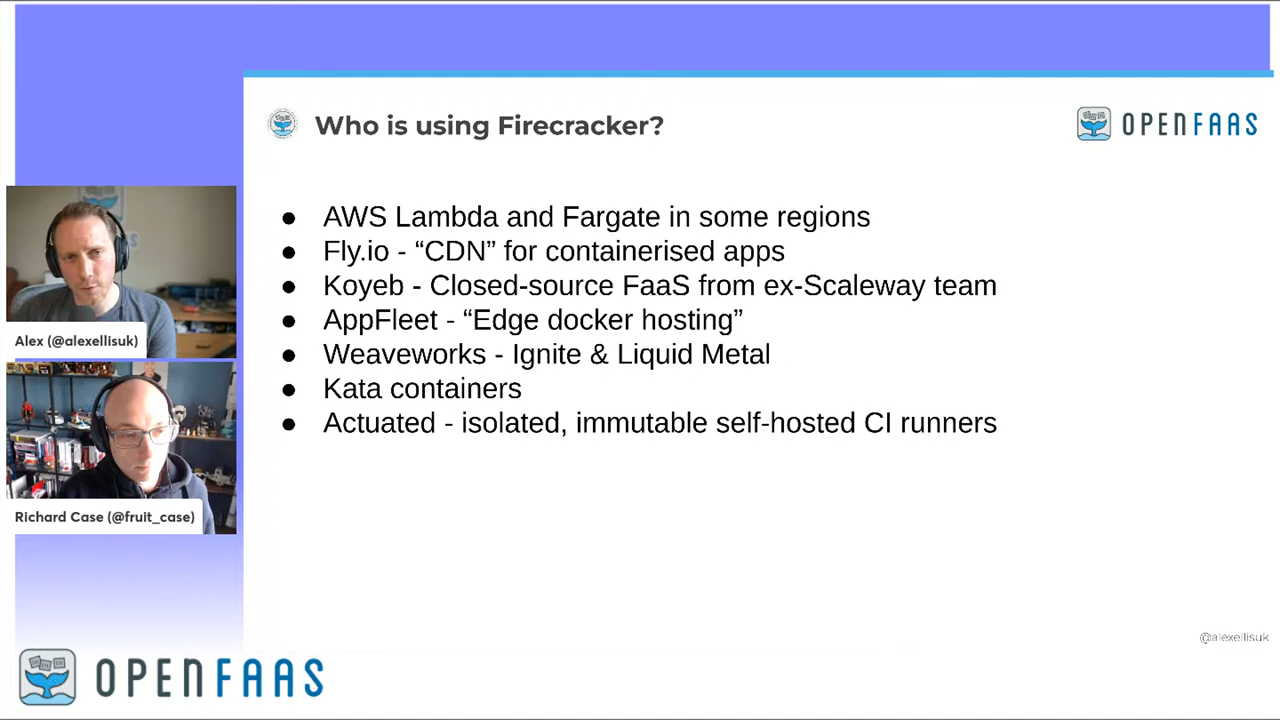 Who is using Firecracker?
OPENFAAS
● AWS Lambda and Fargate in some regions
● Fly.io - “CDN” for containerised apps
● Koyeb - Closed-source FaaS from ex-Scaleway team
● AppFleet - “Edge docker hosting”
● Weaveworks - Ignite & Liquid Metal
● Kata containers
● Actuated - isolated, immutable self-hosted CI runners
Alex (@alexellisuk)
Richard Case (@fruit_case)
@alexellisuk
OPENFAAS